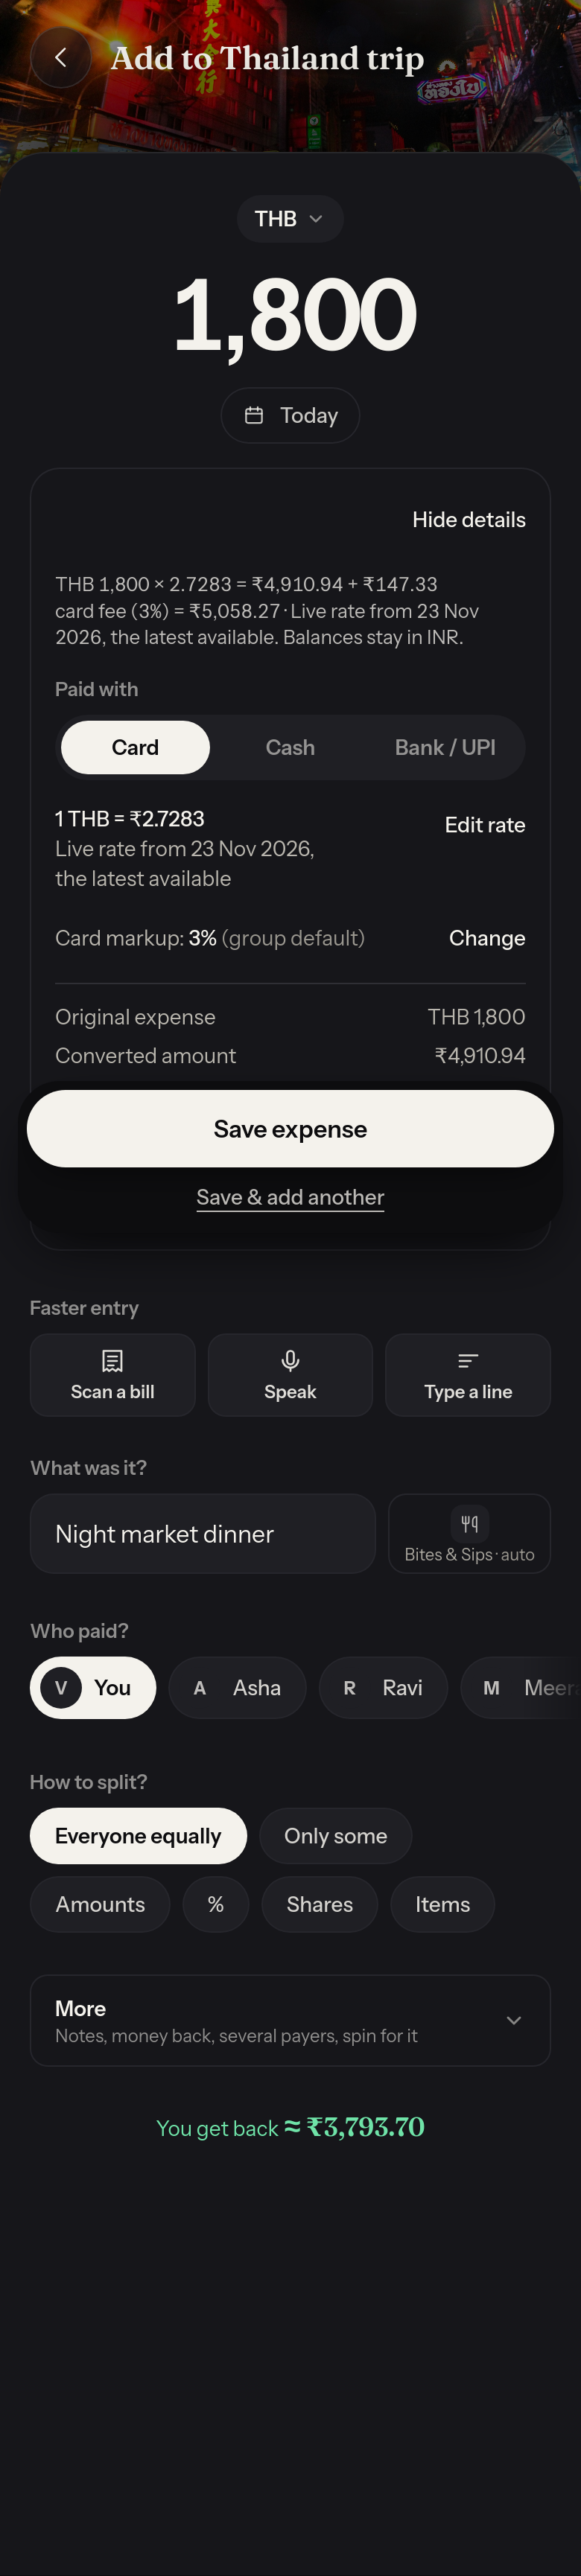 Add to Thailand trip
THB
1,800
Today
Hide details
THB 1,800 × 2.7283 = ₹4,910.94 + ₹147.33
card fee (3%) = ₹5,058.27 · Live rate from 23 Nov
2026, the latest available. Balances stay in INR.
Paid with
Card Cash Bank / UPI
1 THB = ₹2.7283
Edit rate
Live rate from 23 Nov 2026,
the latest available
Card markup: 3% (group default) Change
Original expense THB 1,800
Converted amount ₹4,910.94
Save expense
Save & add another
Faster entry
Scan a bill Speak Type a line
What was it?
Night market dinner
Bites & Sips · auto
Who paid?
V You A Asha R Ravi M Meer
How to split?
Everyone equally Only some
Amounts % Shares Items
More
Notes, money back, several payers, spin for it
You get back ≈ ₹3,793.70